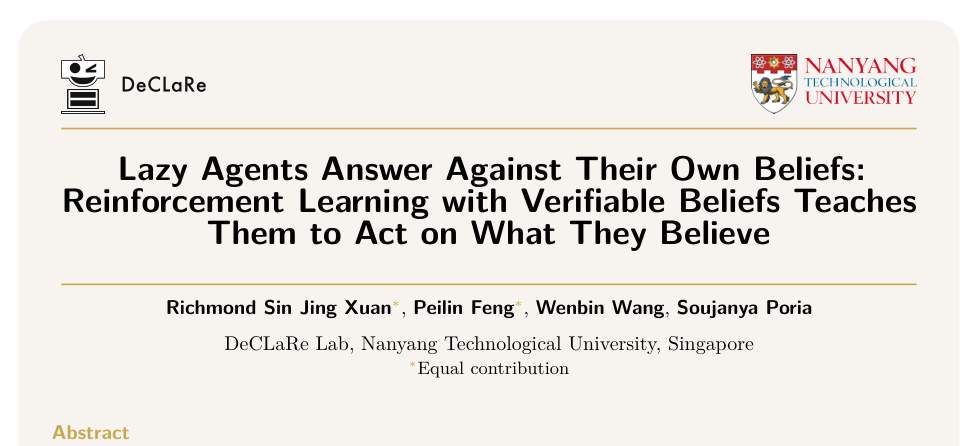 DeCLaRe
NANYANG
TECHNOLOGICAL
UNIVERSITY
Lazy Agents Answer Against Their Own Beliefs:
Reinforcement Learning with Verifiable Beliefs Teaches
Them to Act on What They Believe
Richmond Sin Jing Xuan*, Peilin Feng*, Wenbin Wang, Soujanya Poria
DeCLaRe Lab, Nanyang Technological University, Singapore
*Equal contribution
Abstract